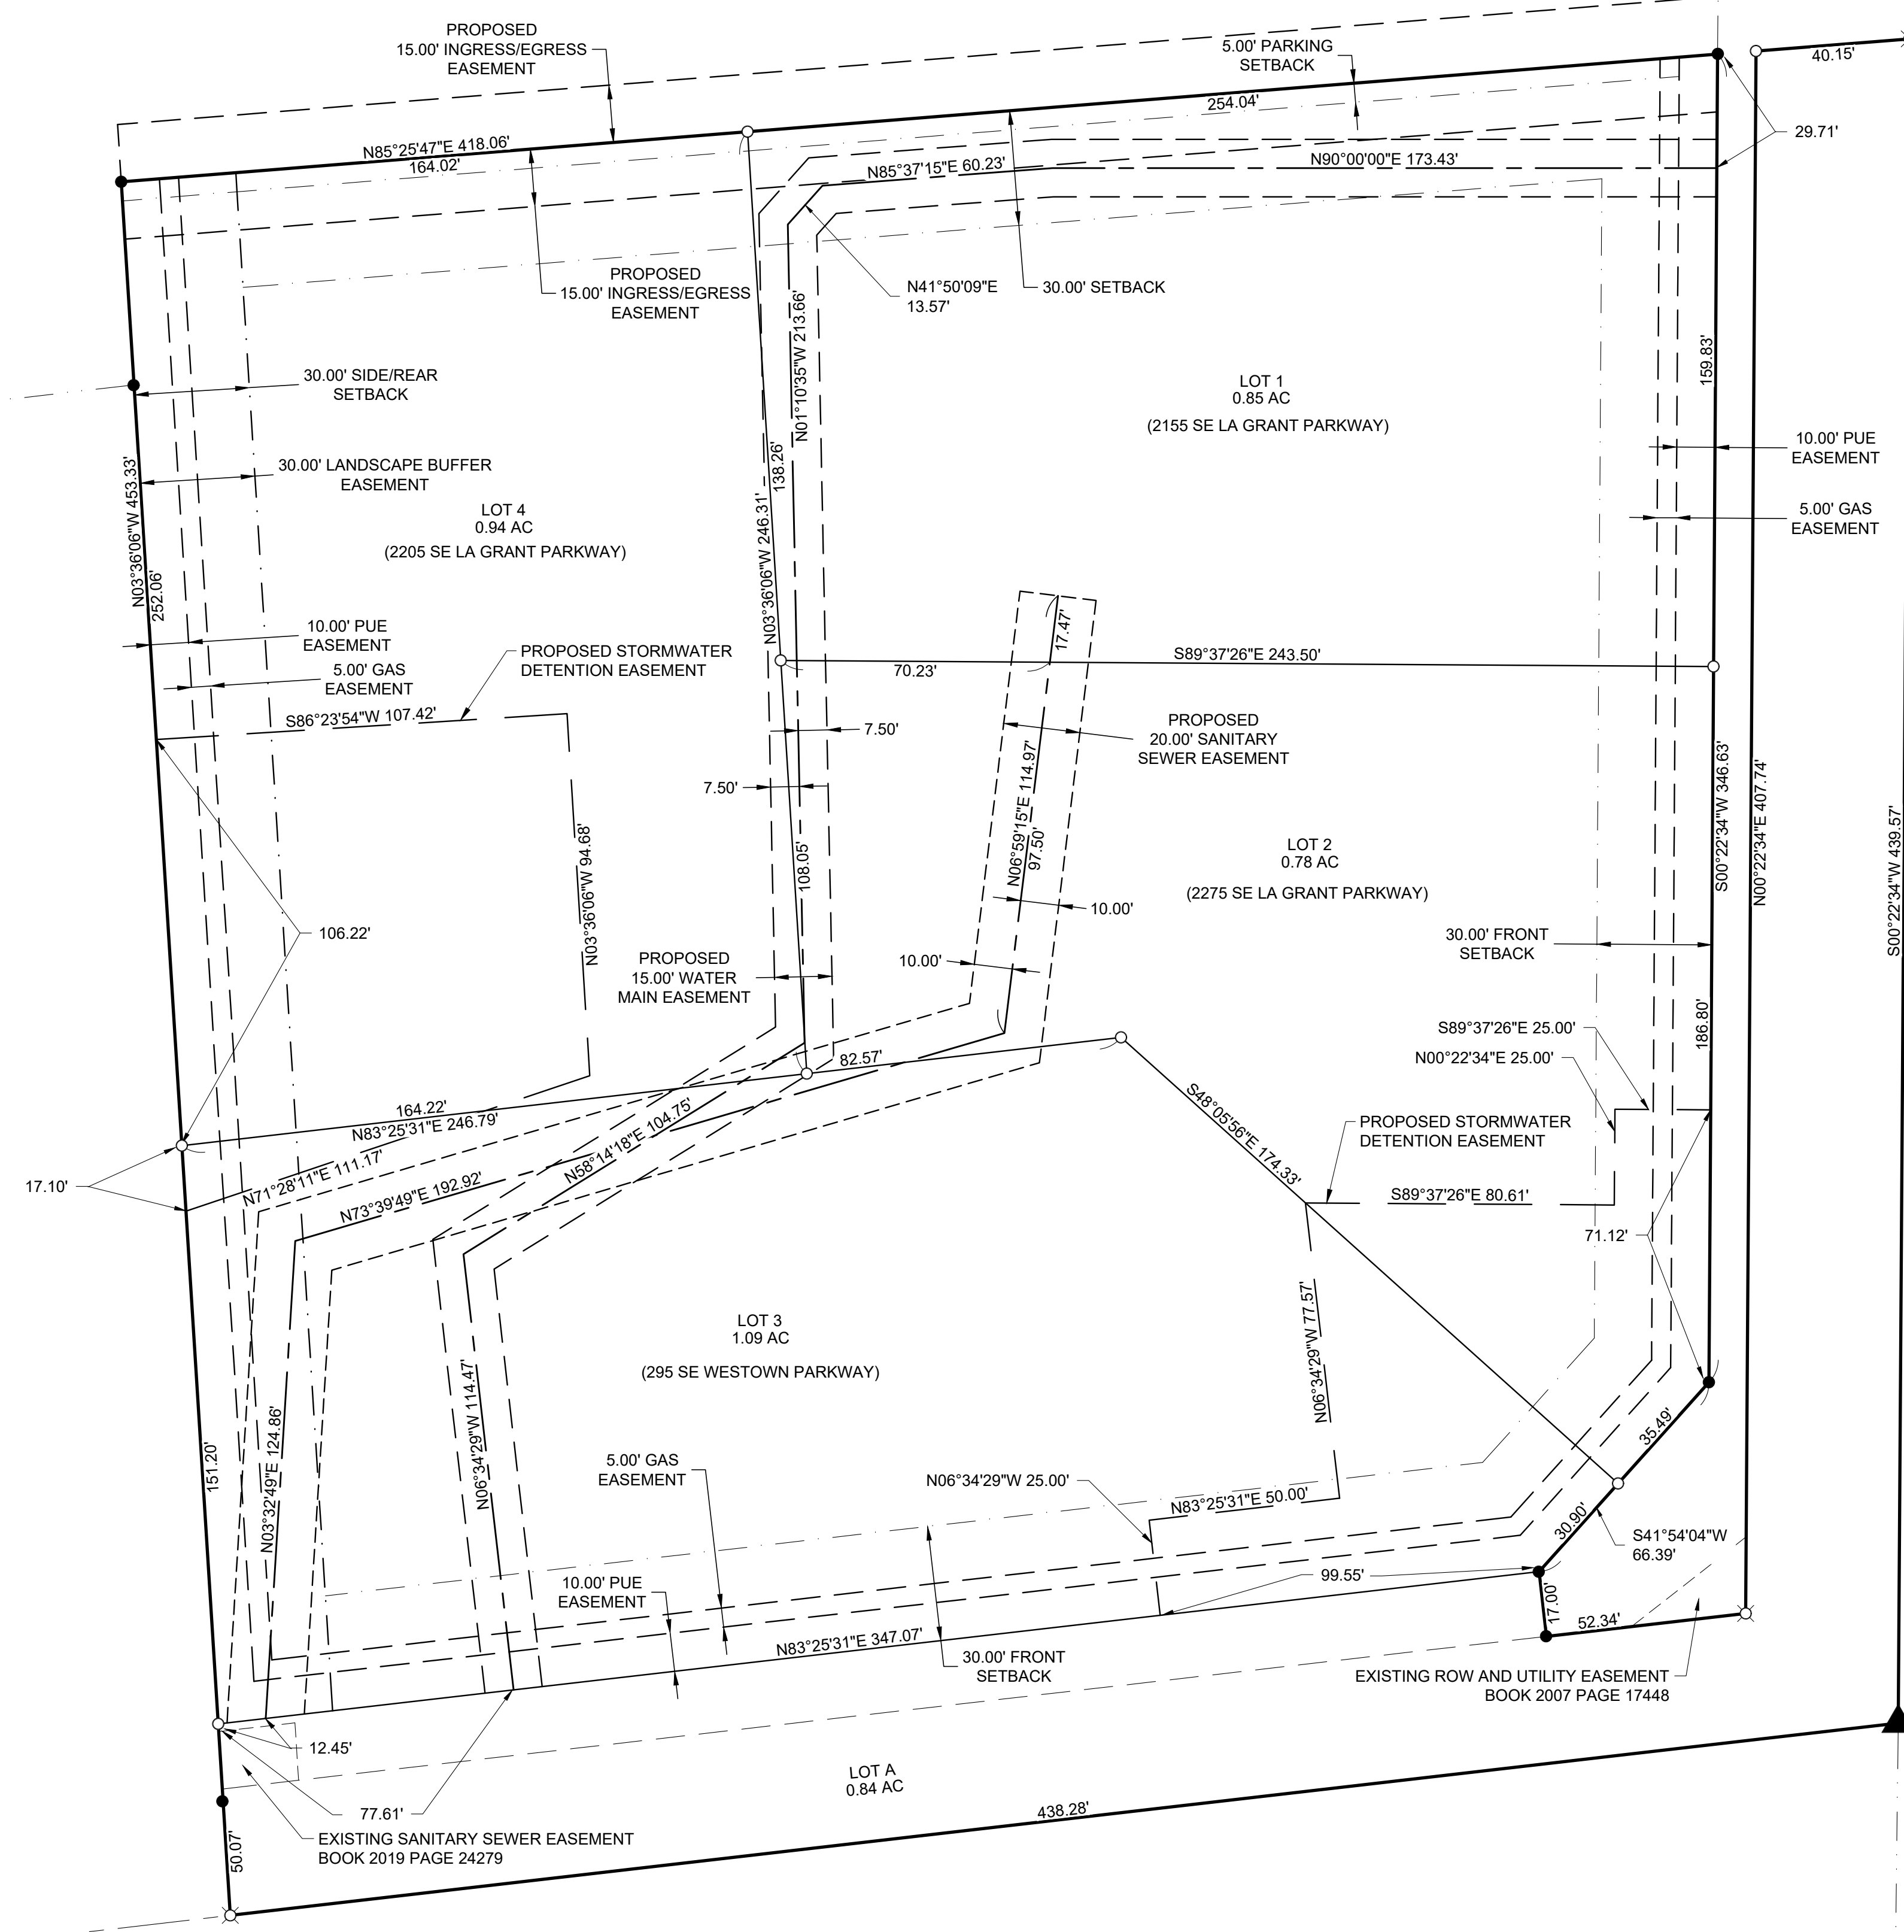 PROPOSED
15.00' INGRESS/EGRESS
EASEMENT
5.00' PARKING
SETBACK
40.15'
254.04'
29.71'
N85°25'47"E 418.06'
164.02'
N85°37'15"E 60.23'
N90°00'00"E 173.43'
PROPOSED
15.00' INGRESS/EGRESS
EASEMENT
N41°50'09"E
13.57'
30.00' SETBACK
N01°10'35"W 213.66'
159.83'
30.00' SIDE/REAR
SETBACK
LOT 1
0.85 AC
(2155 SE LA GRANT PARKWAY)
10.00' PUE
EASEMENT
30.00' LANDSCAPE BUFFER
EASEMENT
138.26'
N03°36'06"W 453.33'
252.06'
LOT 4
0.94 AC
(2205 SE LA GRANT PARKWAY)
N03°36'06"W 246.31'
5.00' GAS
EASEMENT
10.00' PUE
EASEMENT
17.47'
PROPOSED STORMWATER
DETENTION EASEMENT
5.00' GAS
EASEMENT
70.23'
S89°37'26"E 243.50'
S86°23'54"W 107.42'
7.50'
PROPOSED
20.00' SANITARY
SEWER EASEMENT
7.50'
N06°59'15"E 114.97'
97.50'
S00°22'34"W 346.63'
N00°22'34"E 407.74'
S00°22'34"W 439.57'
N03°36'06"W 94.68'
108.05'
LOT 2
0.78 AC
(2275 SE LA GRANT PARKWAY)
106.22'
10.00'
10.00'
30.00' FRONT
SETBACK
PROPOSED
15.00' WATER
MAIN EASEMENT
S89°37'26"E 25.00'
N00°22'34"E 25.00'
186.80'
82.57'
164.22'
N83°25'31"E 246.79'
S48°05'56"E 174.33'
PROPOSED STORMWATER
DETENTION EASEMENT
N58°14'18"E 104.75'
17.10'
N71°28'11"E 111.17'
N73°39'49"E 192.92'
S89°37'26"E 80.61'
71.12'
LOT 3
1.09 AC
(295 SE WESTOWN PARKWAY)
N06°34'29"W 77.57'
N06°34'29"W 114.47'
N03°32'49"E 124.86'
151.20'
35.49'
5.00' GAS
EASEMENT
N06°34'29"W 25.00'
N83°25'31"E 50.00'
30.90'
S41°54'04"W
66.39'
10.00' PUE
EASEMENT
99.55'
17.00'
52.34'
N83°25'31"E 347.07'
30.00' FRONT
SETBACK
EXISTING ROW AND UTILITY EASEMENT
BOOK 2007 PAGE 17448
12.45'
LOT A
0.84 AC
77.61'
438.28'
EXISTING SANITARY SEWER EASEMENT
BOOK 2019 PAGE 24279
50.07'